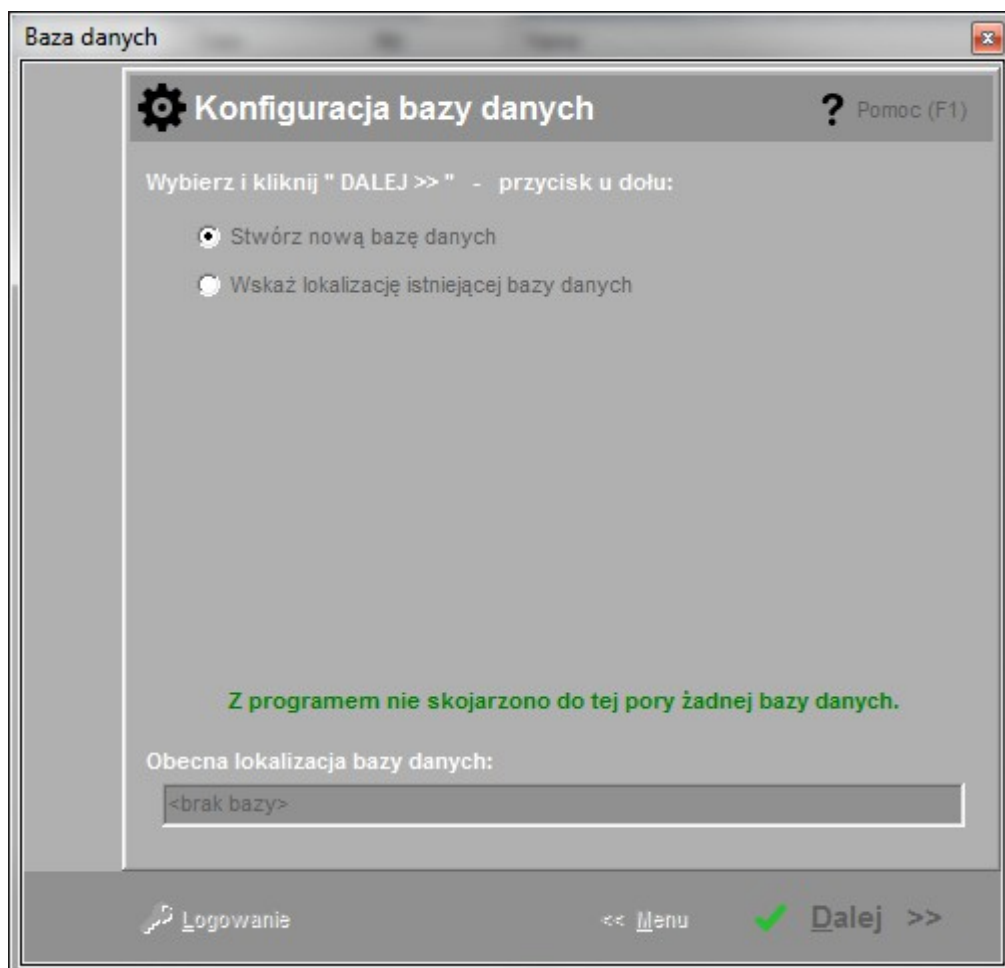 Baza danych
Konfiguracja bazy danych
? Pomoc (F1)
Wybierz i kliknij " DALEJ >> " - przycisk u dołu:
Stwórz nową bazę danych
Wskaż lokalizację istniejącej bazy danych
Z programem nie skojarzono do tej pory żadnej bazy danych.
Obecna lokalizacja bazy danych:
<brak bazy>
Logowanie
<< Menu
Dalej >>